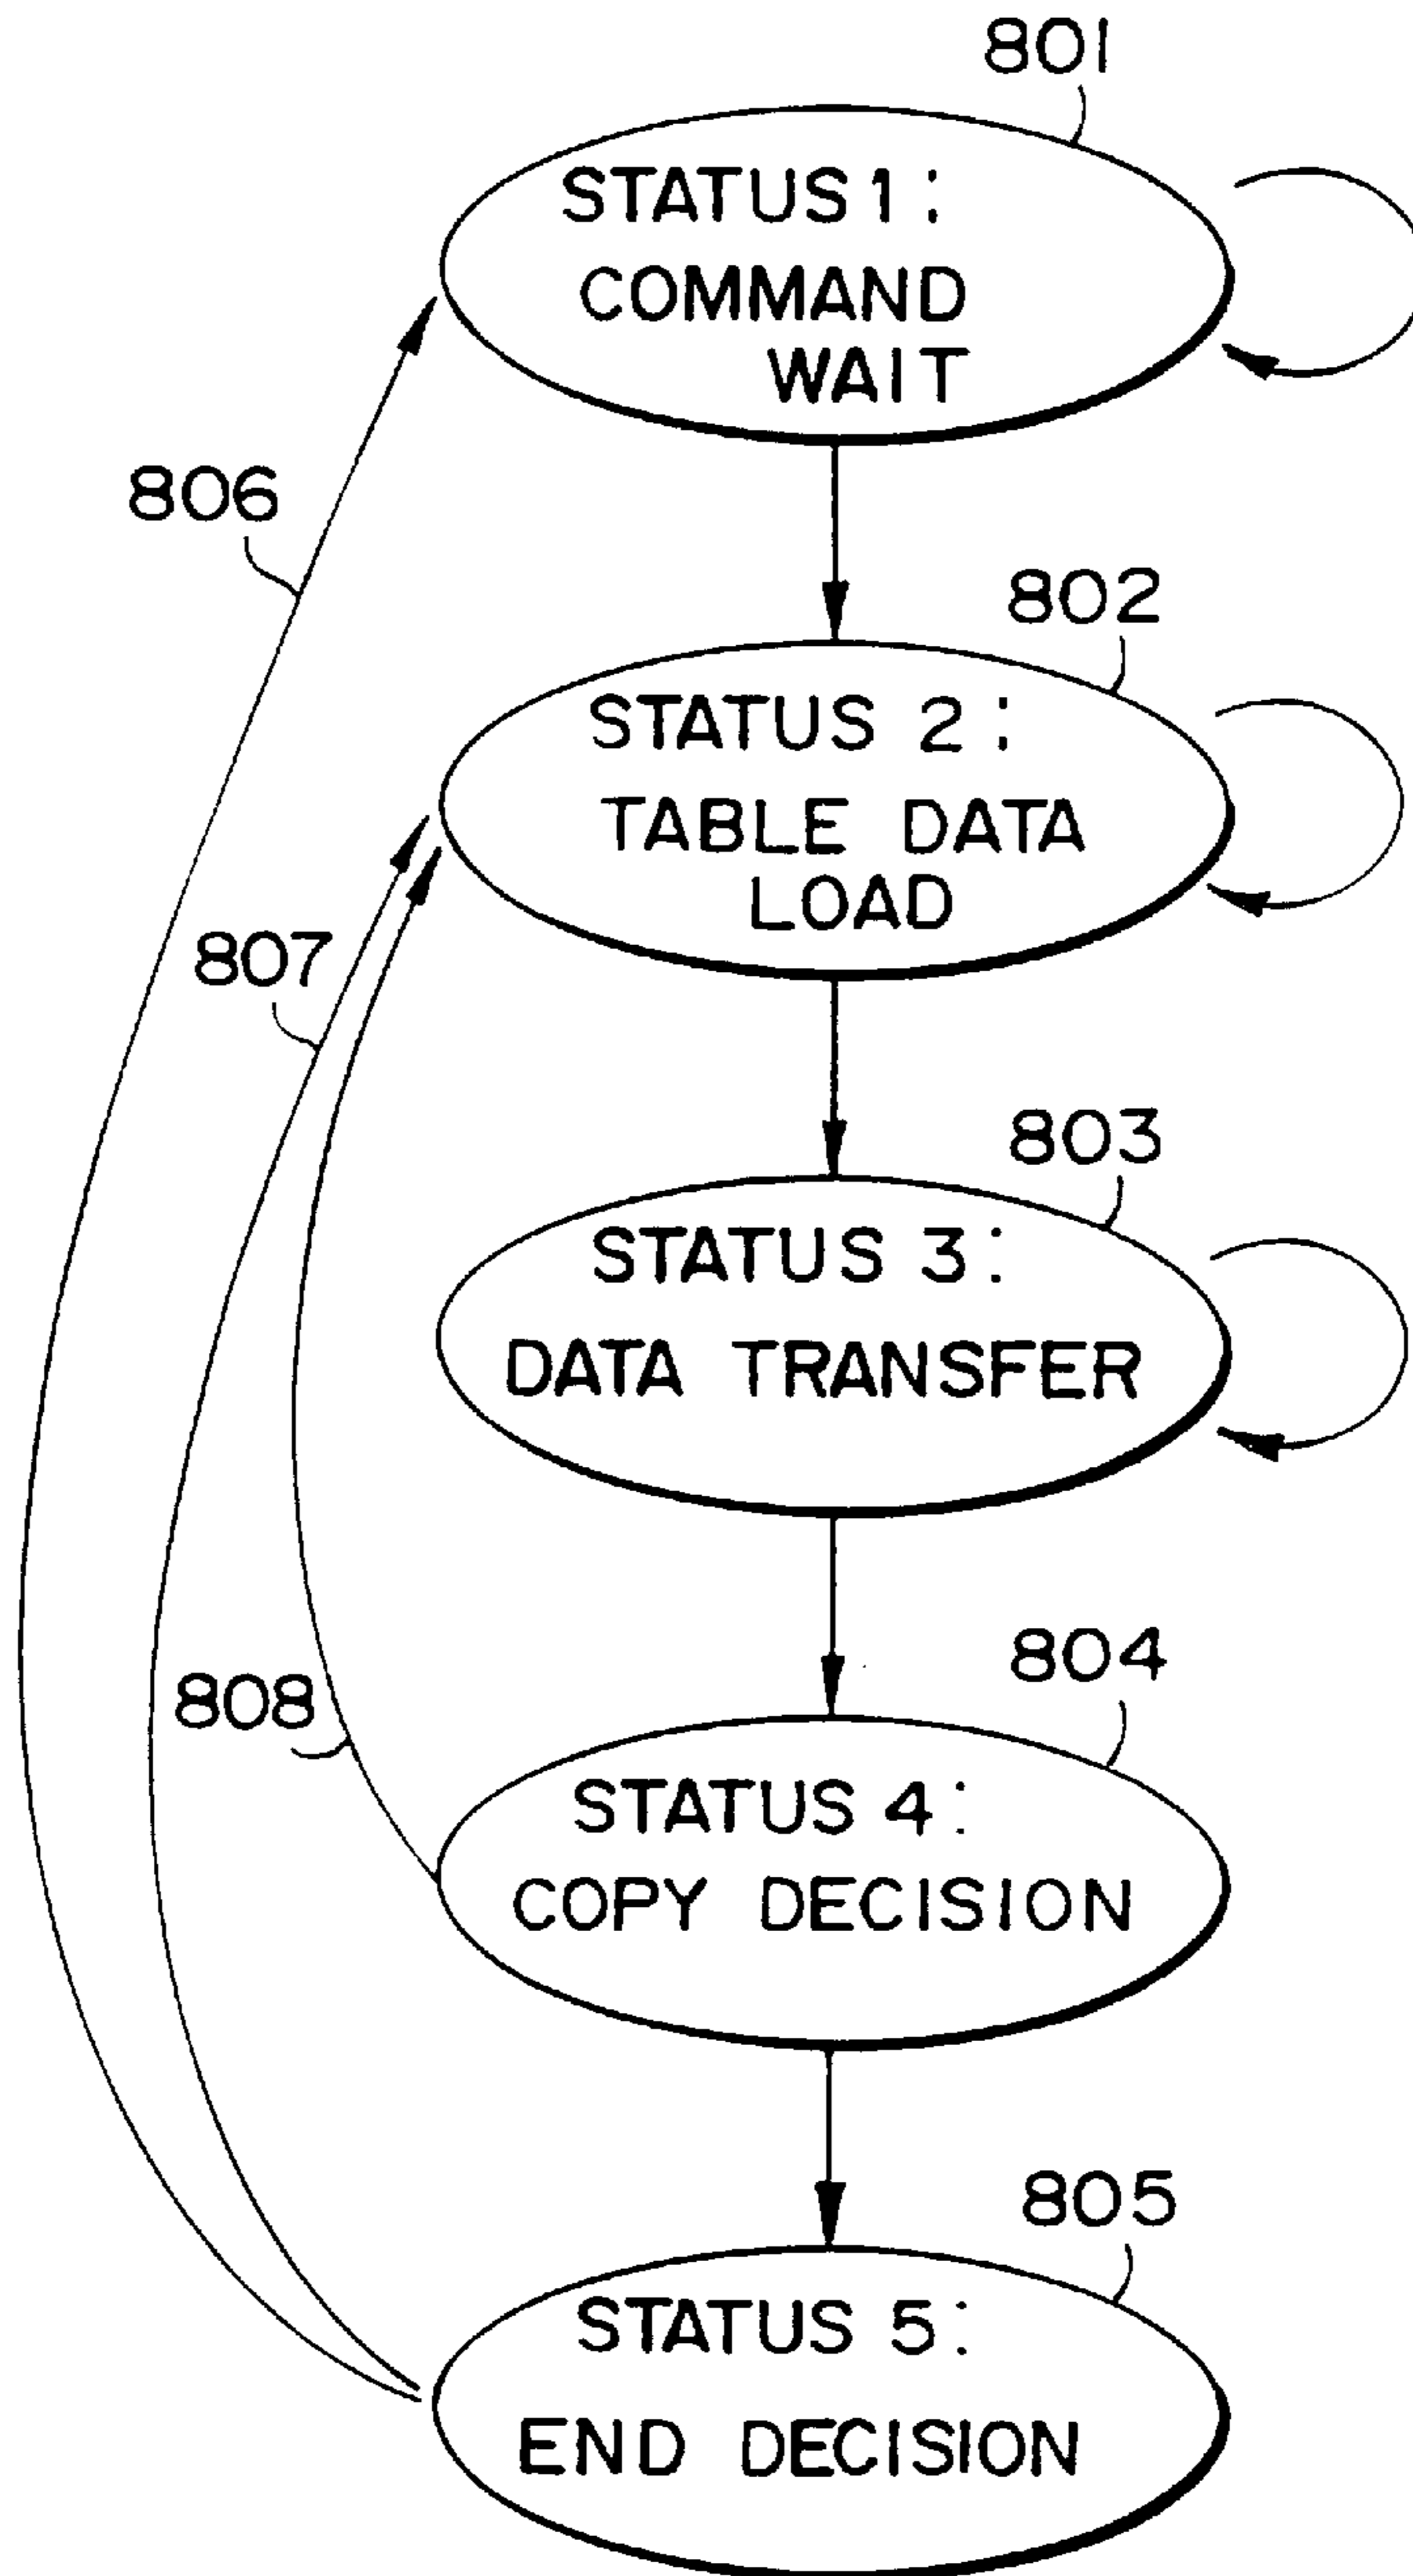 801
STATUS 1:
COMMAND
WAIT
806
802
STATUS 2:
TABLE DATA
LOAD
807
803
STATUS 3:
DATA TRANSFER
804
808
STATUS 4:
COPY DECISION
805
STATUS 5:
END DECISION